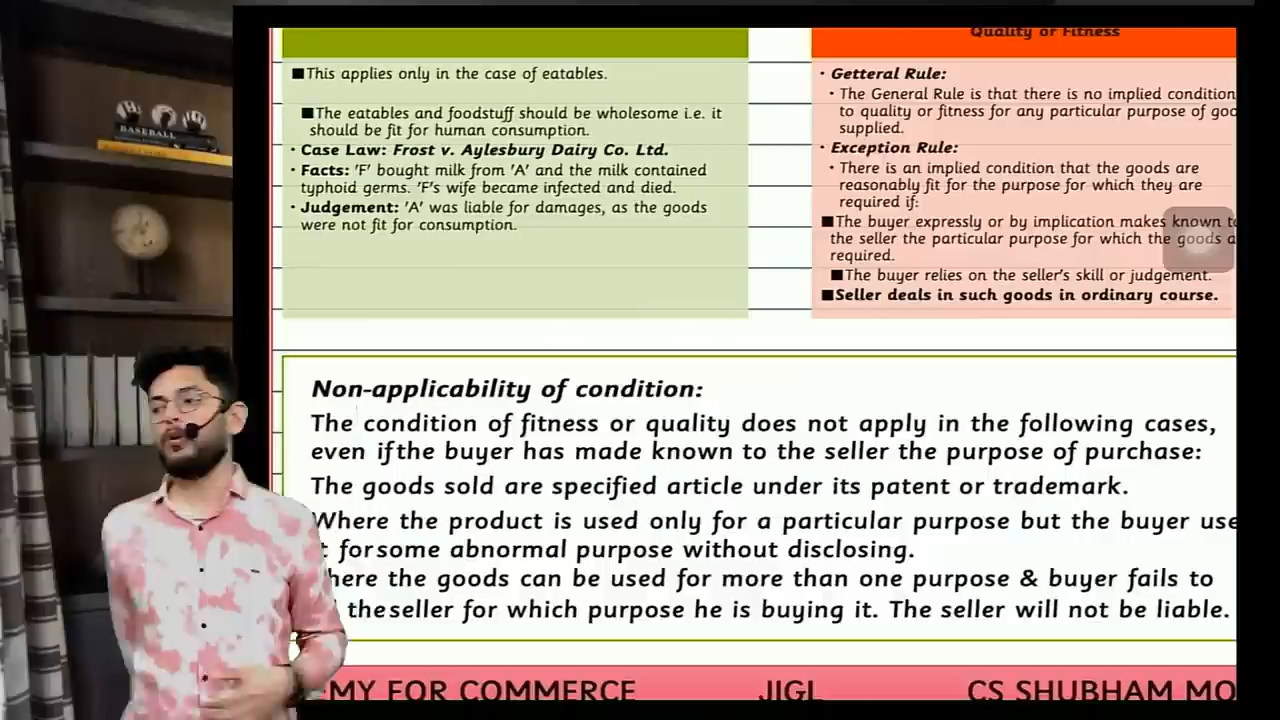 BASEBALL
Quality or Fitness
■This applies only in the case of eatables.
■The eatables and foodstuff should be wholesome i.e. it
should be fit for human consumption.
• Case Law: Frost v. Aylesbury Dairy Co. Ltd.
• Facts: 'F' bought milk from 'A' and the milk contained
typhoid germs. 'F's wife became infected and died.
• Judgement: 'A' was liable for damages, as the goods
were not fit for consumption.
• Getteral Rule:
• The General Rule is that there is no implied condition
to quality or fitness for any particular purpose of goo
supplied.
• Exception Rule:
• There is an implied condition that the goods are
reasonably fit for the purpose for which they are
required if:
■The buyer expressly or by implication makes known to
the seller the particular purpose for which the goods a
required.
■The buyer relies on the seller's skill or judgement.
■Seller deals in such goods in ordinary course.
Non-applicability of condition:
The condition of fitness or quality does not apply in the following cases,
even if the buyer has made known to the seller the purpose of purchase:
The goods sold are specified article under its patent or trademark.
Where the product is used only for a particular purpose but the buyer use
t for some abnormal purpose without disclosing.
here the goods can be used for more than one purpose & buyer fails to
the seller for which purpose he is buying it. The seller will not be liable.
MY FOR COMMERCE JIGL CS SHUBHAM MO